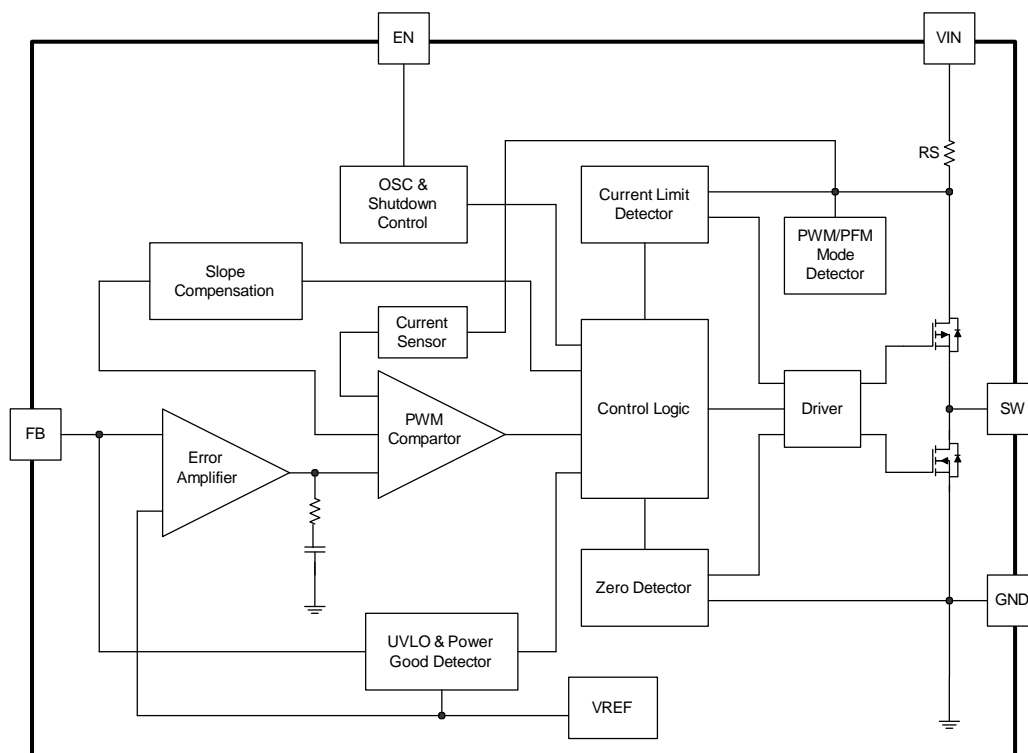 EN
VIN
RS
OSC &
Shutdown
Control
Current Limit
Detector
PWM/PFM
Mode
Detector
Slope
Compensation
Current
Sensor
PWM
Compartor
Control Logic
Driver
SW
FB
Error
Amplifier
Zero Detector
GND
UVLO & Power
Good Detector
VREF